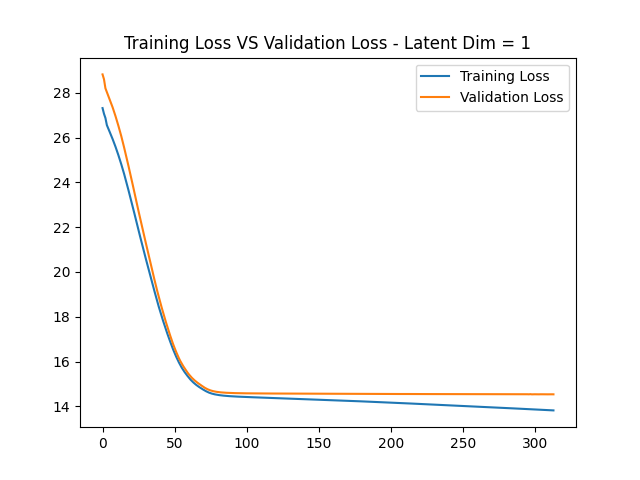 Training Loss VS Validation Loss - Latent Dim = 1
Training Loss
Validation Loss
28
26
24
22
20
18
16
14
0 50 100 150 200 250 300